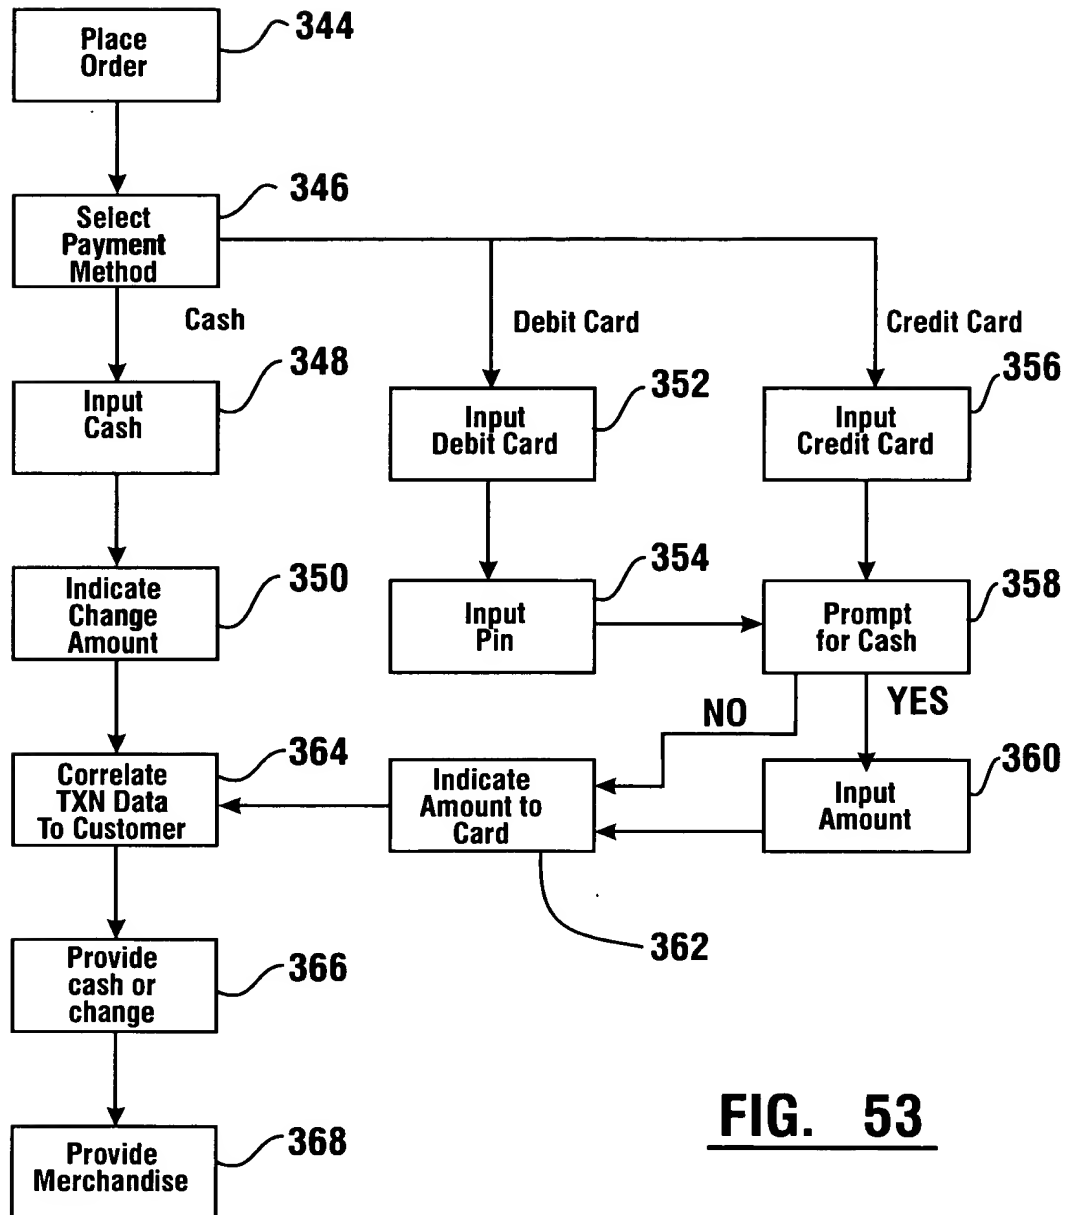 Place
Order
344
Select
Payment
Method
346
Cash
Debit Card
Credit Card
Input
Cash
348
Input
Debit Card
352
Input
Credit Card
356
Indicate
Change
Amount
350
Input
Pin
354
Prompt
for Cash
358
NO
YES
Correlate
TXN Data
To Customer
364
Indicate
Amount to
Card
362
Input
Amount
360
Provide
cash or
change
366
Provide
Merchandise
368
FIG. 53